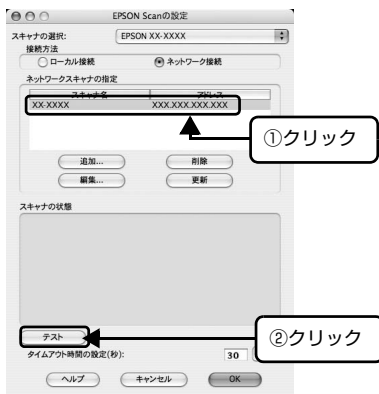 EPSON Scanの設定
スキャナの選択: EPSON XX-XXXX
接続方法
ローカル接続 ネットワーク接続
ネットワークスキャナの指定
スキャナ名 アドレス
XX-XXXX XXX.XXX.XXX.XXX
①クリック
追加... 削除
編集... 更新
スキャナの状態
テスト
②クリック
タイムアウト時間の設定(秒): 30
ヘルプ キャンセル OK